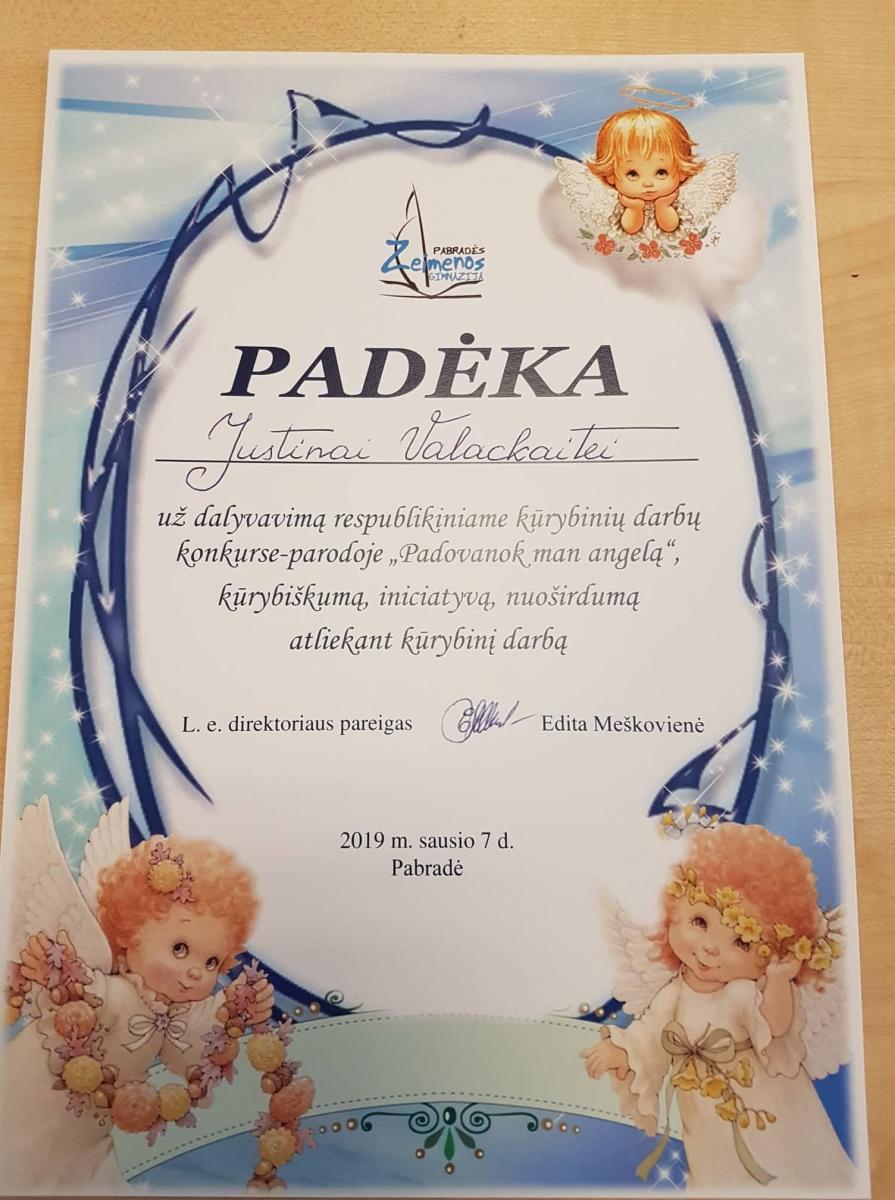 PABRADĖS
Žeimenos
GIMNAZIJA
PADĖKA
Justinai Valackaitei
už dalyvavimą respublikiniame kūrybinių darbų
konkurse-parodoje „Padovanok man angelą“,
kūrybiškumą, iniciatyvą, nuoširdumą
atliekant kūrybinį darbą
L. e. direktoriaus pareigas Edita Meškovienė
2019 m. sausio 7 d.
Pabradė